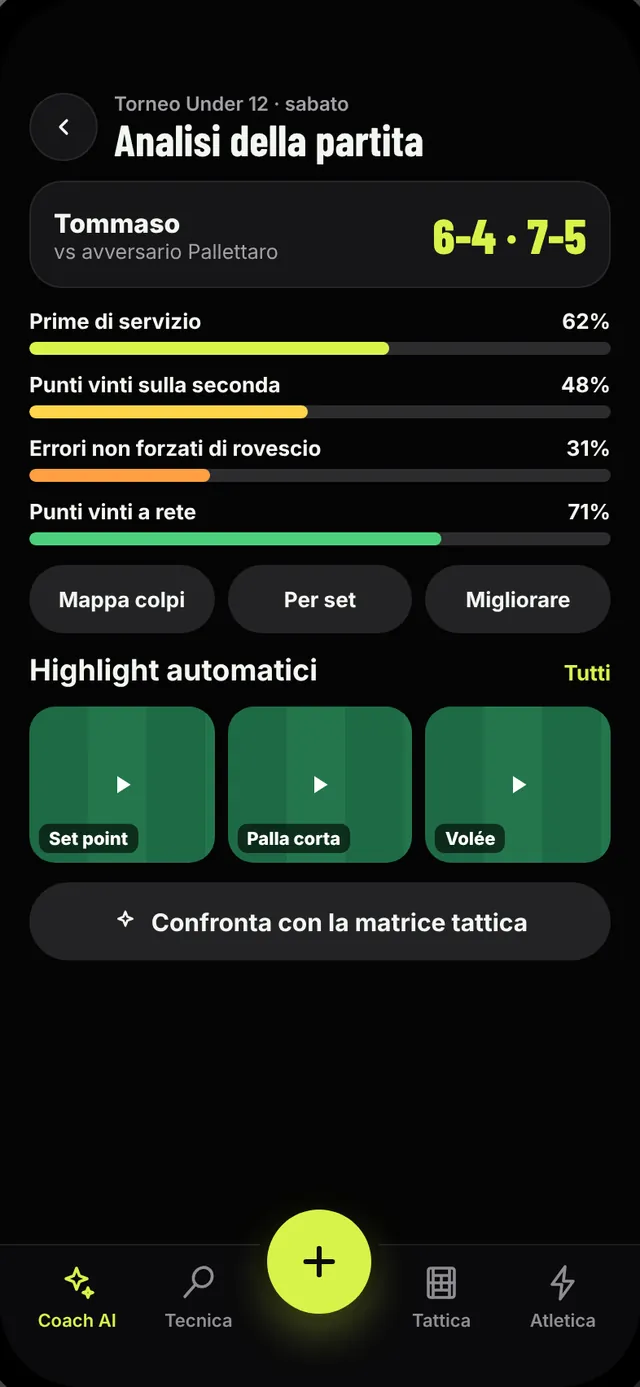 Torneo Under 12 · sabato
Analisi della partita
Tommaso
vs avversario Pallettaro
6-4 · 7-5
Prime di servizio 62%
Punti vinti sulla seconda 48%
Errori non forzati di rovescio 31%
Punti vinti a rete 71%
Mappa colpi Per set Migliorare
Highlight automatici Tutti
Set point Palla corta Volée
Confronta con la matrice tattica
Coach AI Tecnica Tattica Atletica